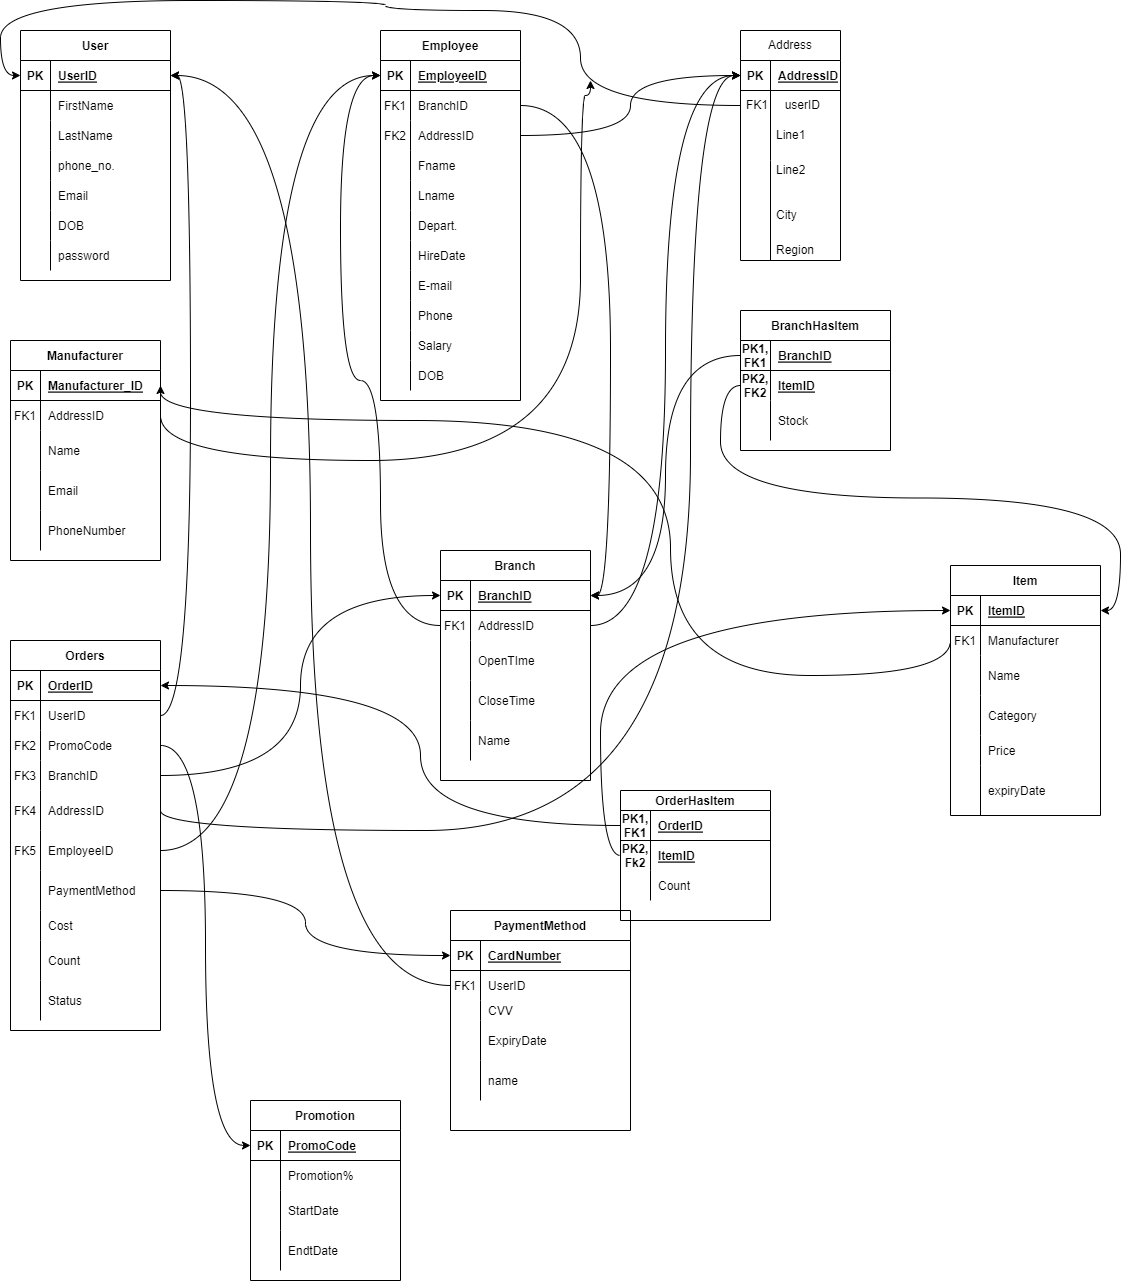 User
PK UserID
FirstName
LastName
phone_no.
Email
DOB
password
Employee
PK EmployeeID
FK1 BranchID
FK2 AddressID
Fname
Lname
Depart.
HireDate
E-mail
Phone
Salary
DOB
Address
PK AddressID
FK1 userID
Line1
Line2
City
Region
BranchHasItem
PK1,
FK1 BranchID
PK2,
FK2 ItemID
Stock
Manufacturer
PK Manufacturer_ID
FK1 AddressID
Name
Email
PhoneNumber
Branch
PK BranchID
FK1 AddressID
OpenTIme
CloseTime
Name
Item
PK ItemID
FK1 Manufacturer
Name
Category
Price
expiryDate
Orders
PK OrderID
FK1 UserID
FK2 PromoCode
FK3 BranchID
FK4 AddressID
FK5 EmployeeID
PaymentMethod
Cost
Count
Status
OrderHasItem
PK1,
FK1 OrderID
PK2,
Fk2 ItemID
Count
PaymentMethod
PK CardNumber
FK1 UserID
CVV
ExpiryDate
name
Promotion
PK PromoCode
Promotion%
StartDate
EndtDate